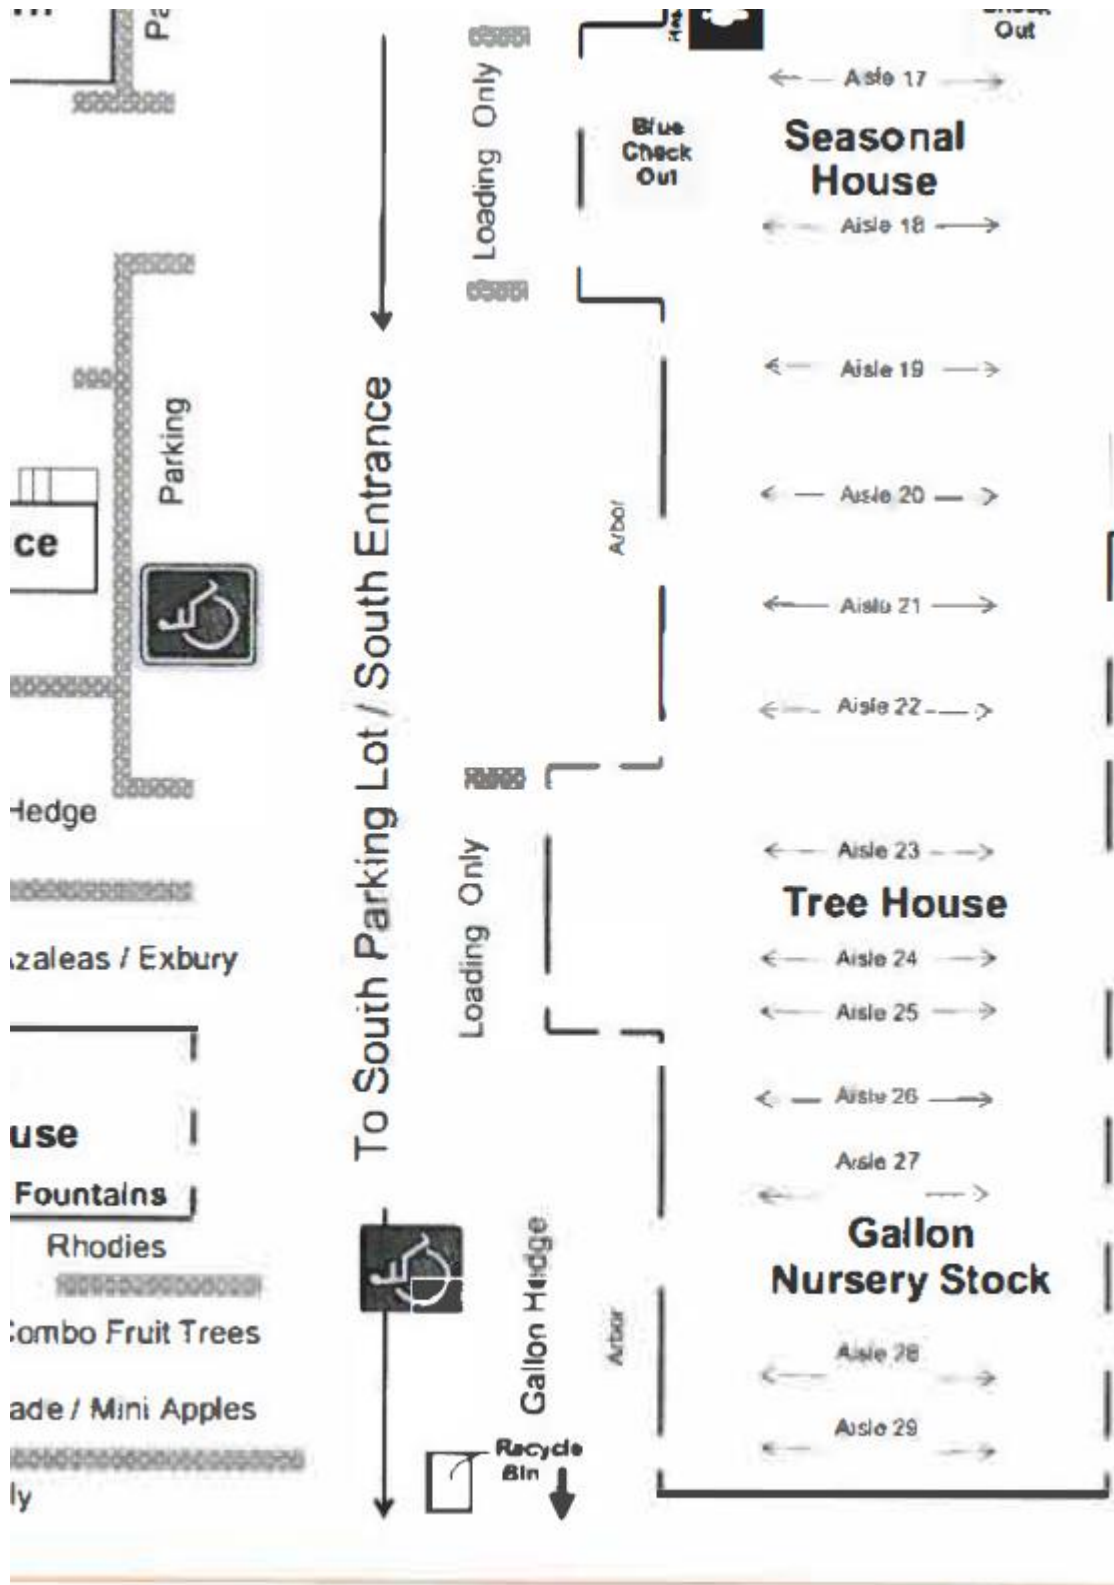 Out
Aisle 17
Loading Only
Blue
Check
Out
Seasonal
House
Aisle 18
Aisle 19
Parking
To South Parking Lot / South Entrance
Aisle 20
Arbor
ce
Aisle 21
Aisle 22
Hedge
Loading Only
Aisle 23
Tree House
zaleas / Exbury
Aisle 24
Aisle 25
Aisle 26
use
Aisle 27
Fountains
Gallon
Nursery Stock
Rhodies
Gallon Hedge
Arbor
Combo Fruit Trees
Aisle 28
ade / Mini Apples
Aisle 29
Recycle
Bin
ly